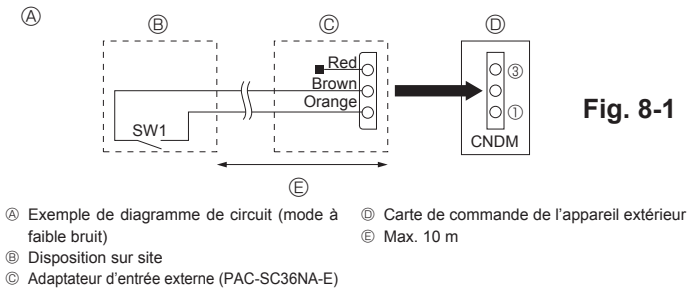 Ⓐ
Ⓑ
Ⓒ
Ⓓ
Red
Brown
Orange
SW1
③
①
CNDM
Fig. 8-1
Ⓔ
Ⓐ Exemple de diagramme de circuit (mode à
faible bruit)
Ⓑ Disposition sur site
Ⓒ Adaptateur d'entrée externe (PAC-SC36NA-E)
Ⓓ Carte de commande de l'appareil extérieur
Ⓔ Max. 10 m